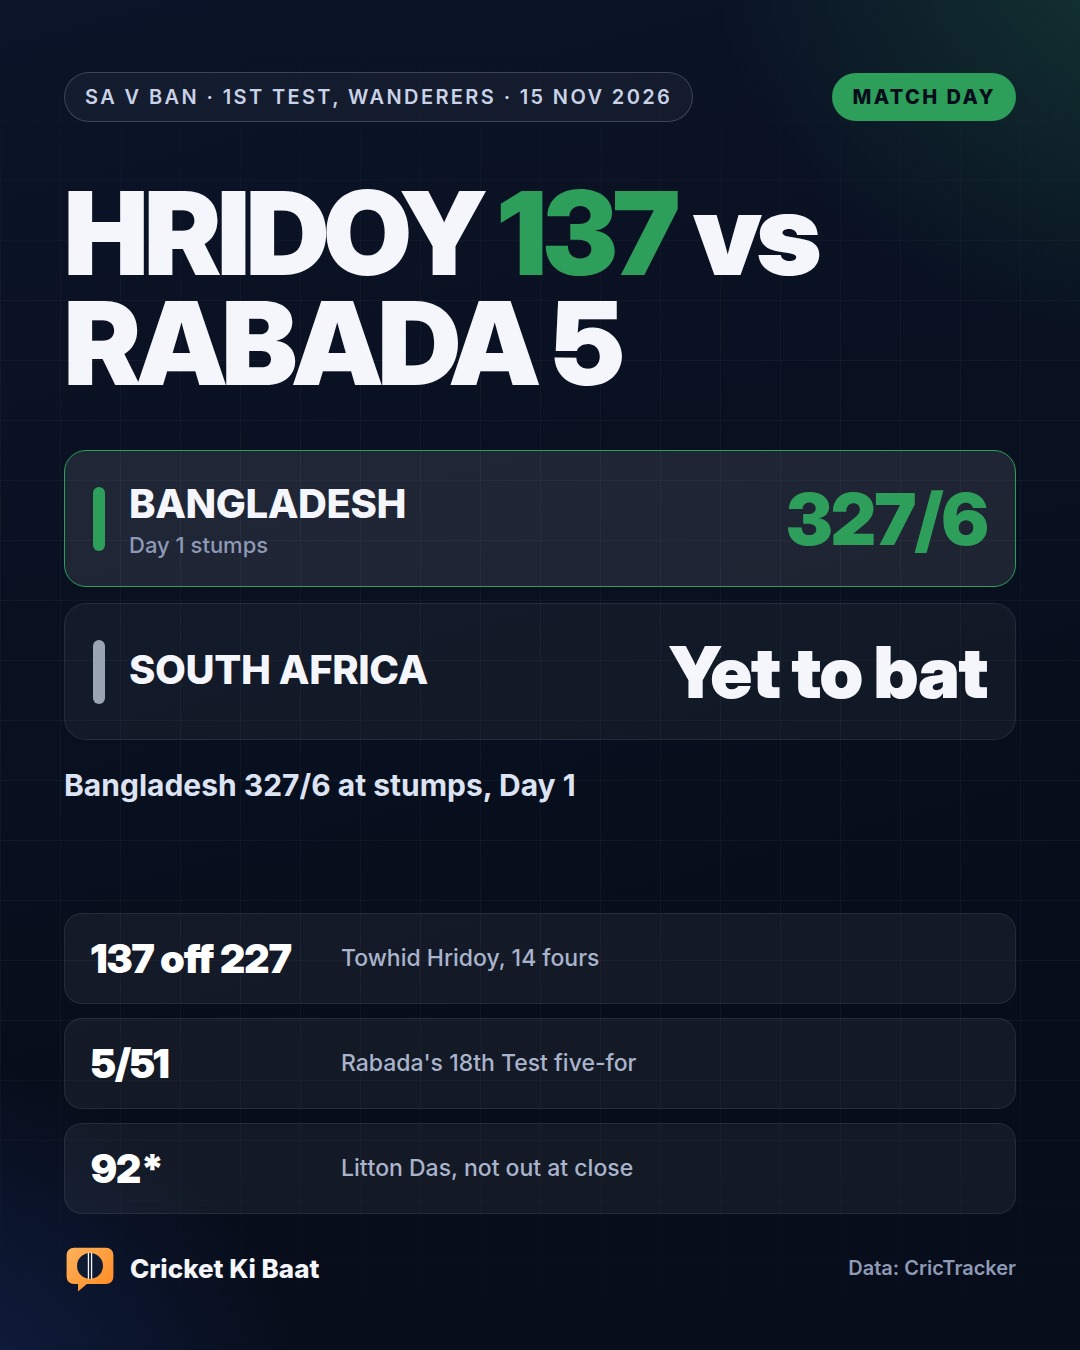 SA V BAN · 1ST TEST, WANDERERS · 15 NOV 2026
MATCH DAY
HRIDOY 137 vs
RABADA 5
BANGLADESH
Day 1 stumps
327/6
SOUTH AFRICA
Yet to bat
Bangladesh 327/6 at stumps, Day 1
137 off 227
Towhid Hridoy, 14 fours
5/51
Rabada's 18th Test five-for
92*
Litton Das, not out at close
Cricket Ki Baat
Data: CricTracker